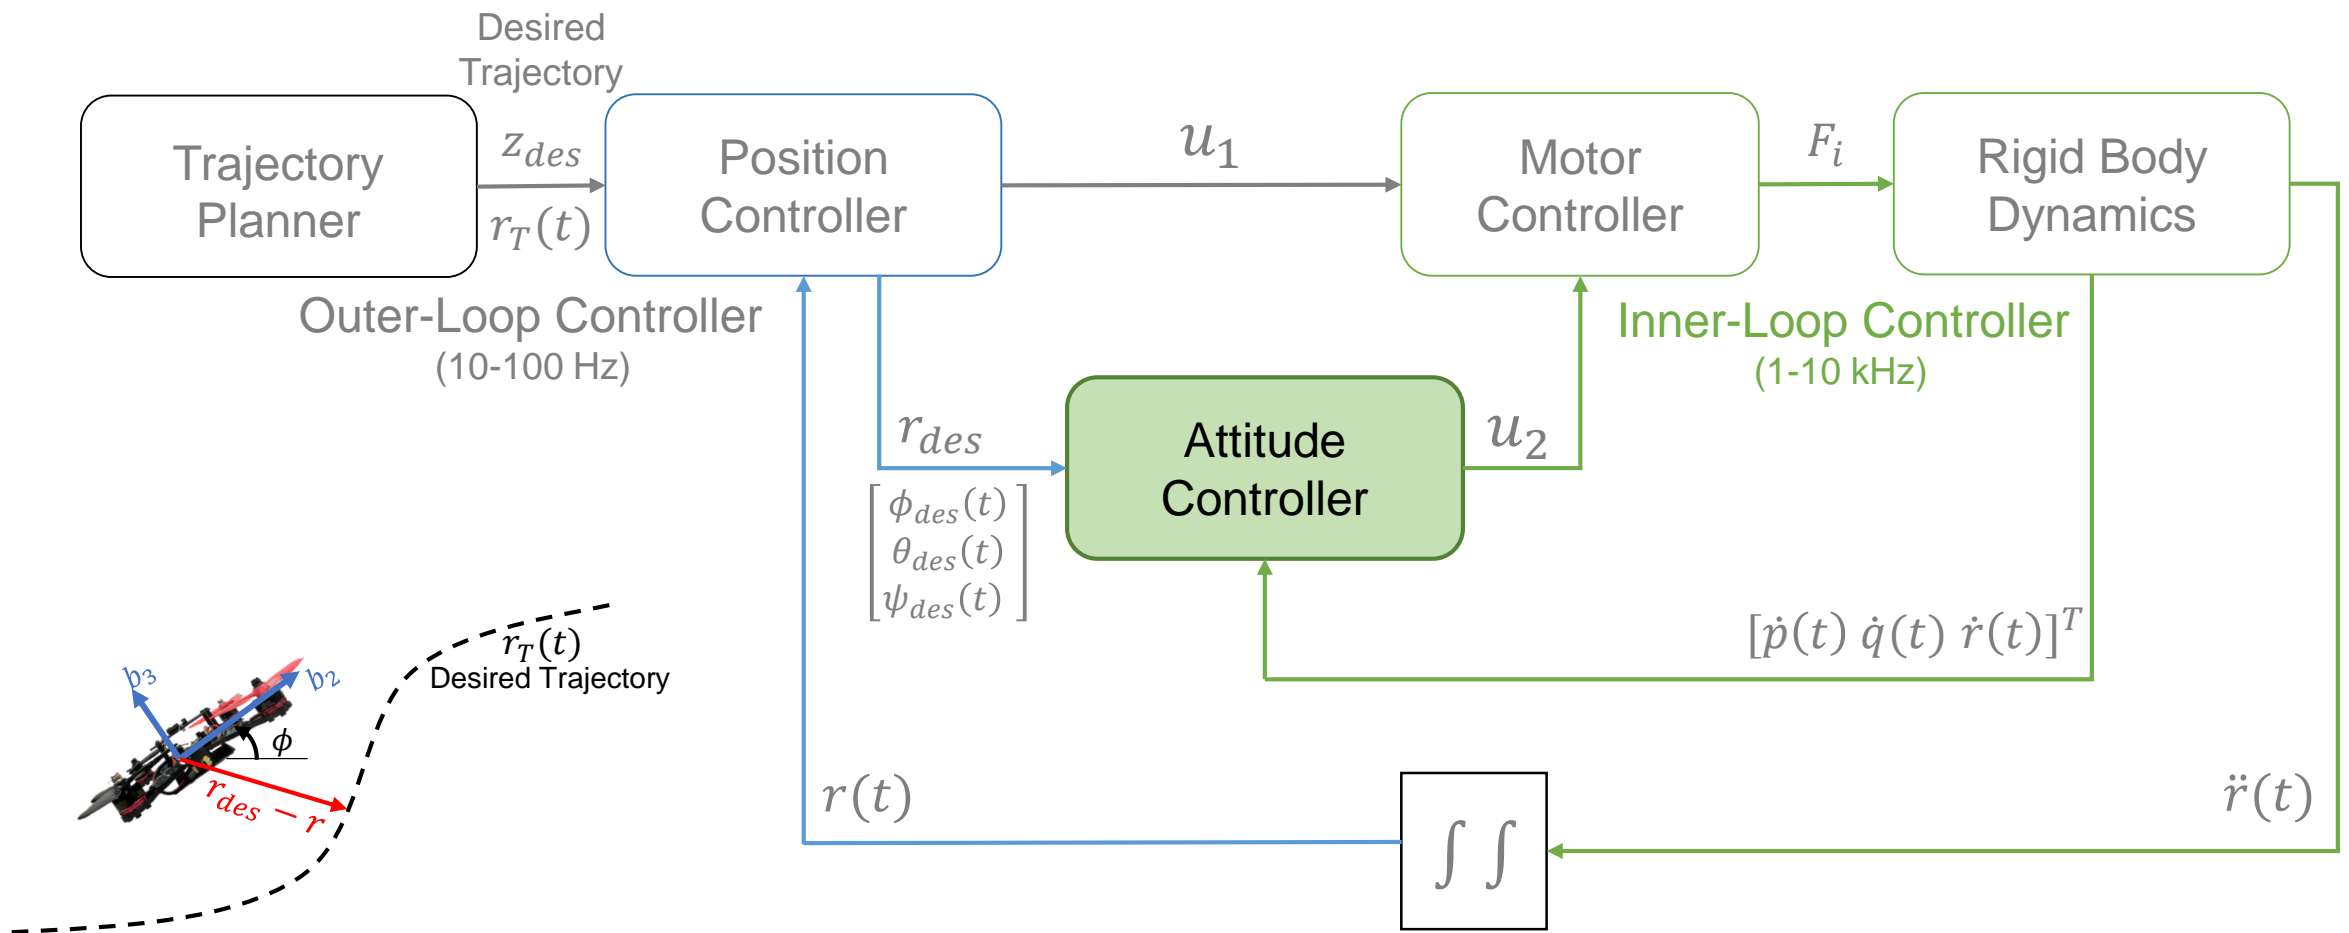 Desired
Trajectory
Trajectory
Planner
z_des
r_T(t)
Position
Controller
u_1
Motor
Controller
F_i
Rigid Body
Dynamics
Outer-Loop Controller
(10-100 Hz)
Inner-Loop Controller
(1-10 kHz)
r_des
ϕ_des(t)
θ_des(t)
ψ_des(t)
Attitude
Controller
u_2
[ṗ(t) q̇(t) ṙ(t)]^T
r_T(t)
Desired Trajectory
b_3
b_2
ϕ
r_des − r
r(t)
∫ ∫
r̈(t)